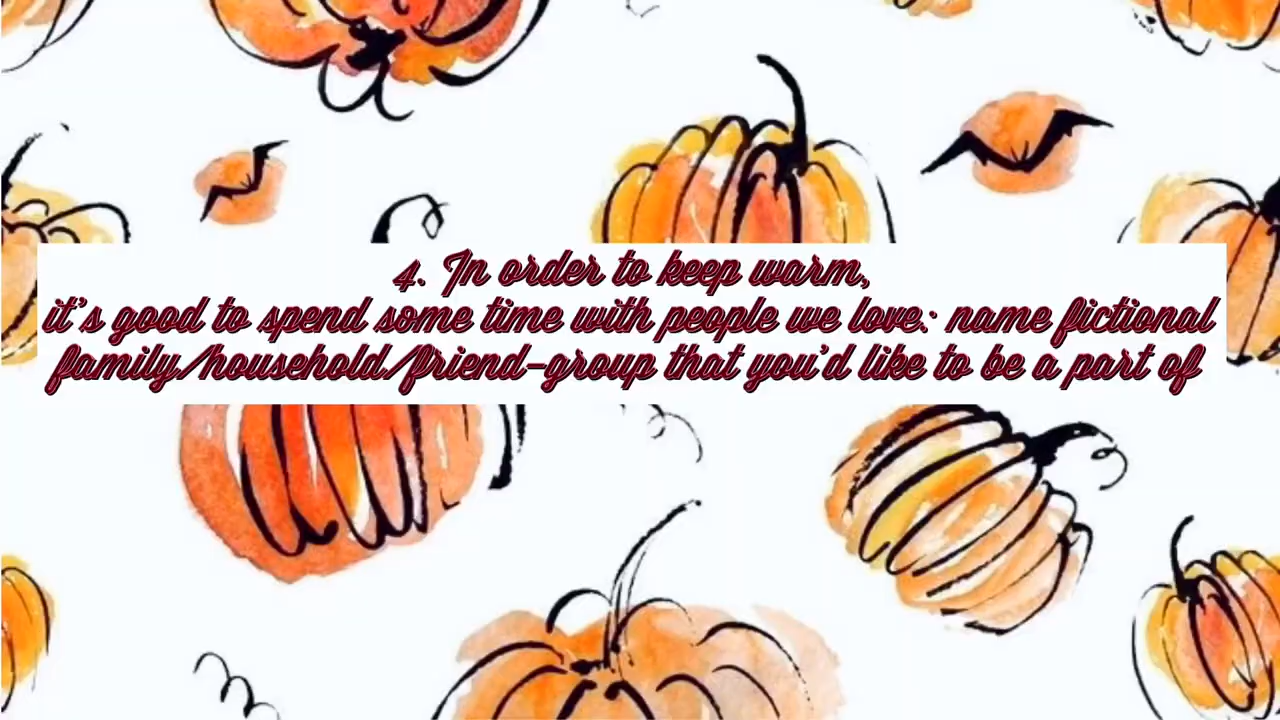 4. In order to keep warm,
it's good to spend some time with people we love: name fictional
family/household/friend-group that you'd like to be a part of